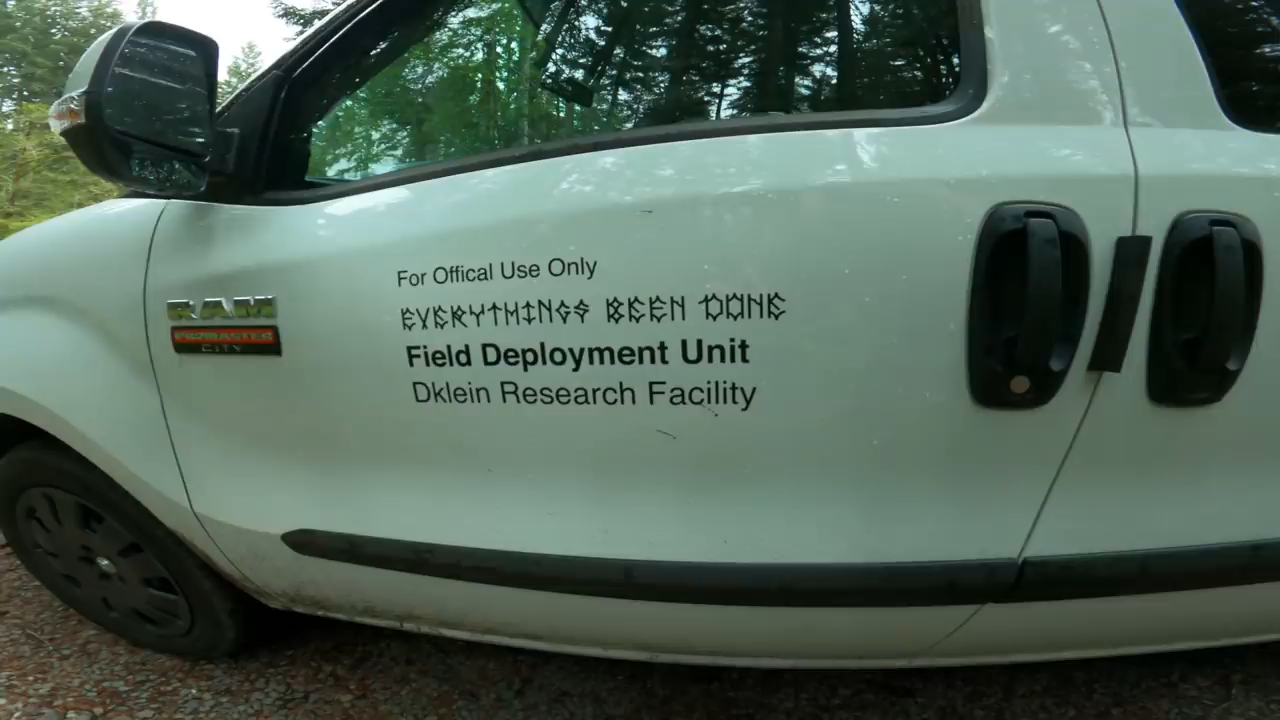 For Offical Use Only
EVERYTHINGS BEEN DONE
Field Deployment Unit
Dklein Research Facility
RAM
PROMASTER
CITY